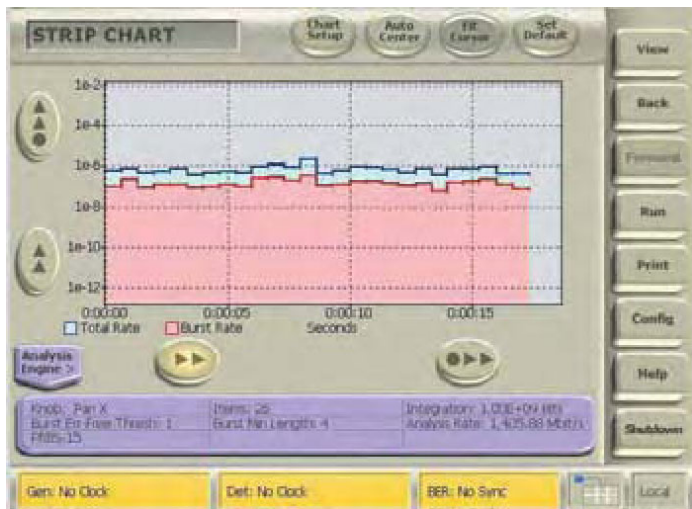 STRIP CHART
Chart Setup
Auto Center
Fit Cursor
Set Default
View
Back
Forward
Run
Print
Config
Help
Shutdown
1e-2
1e-4
1e-6
1e-8
1e-10
1e-12
0:00:00
0:00:05
0:00:10
0:00:15
Total Rate
Burst Rate
Seconds
Analysis Engine >
Knob: Pan X
Items: 26
Integration: 1.00E+09 Bits
Burst Err Free Thresh: 1
Burst Min Length: 4
Analysis Rate: 1,405.88 Mbit/s
PRBS-15
Gen: No Clock
Det: No Clock
BER: No Sync
Local